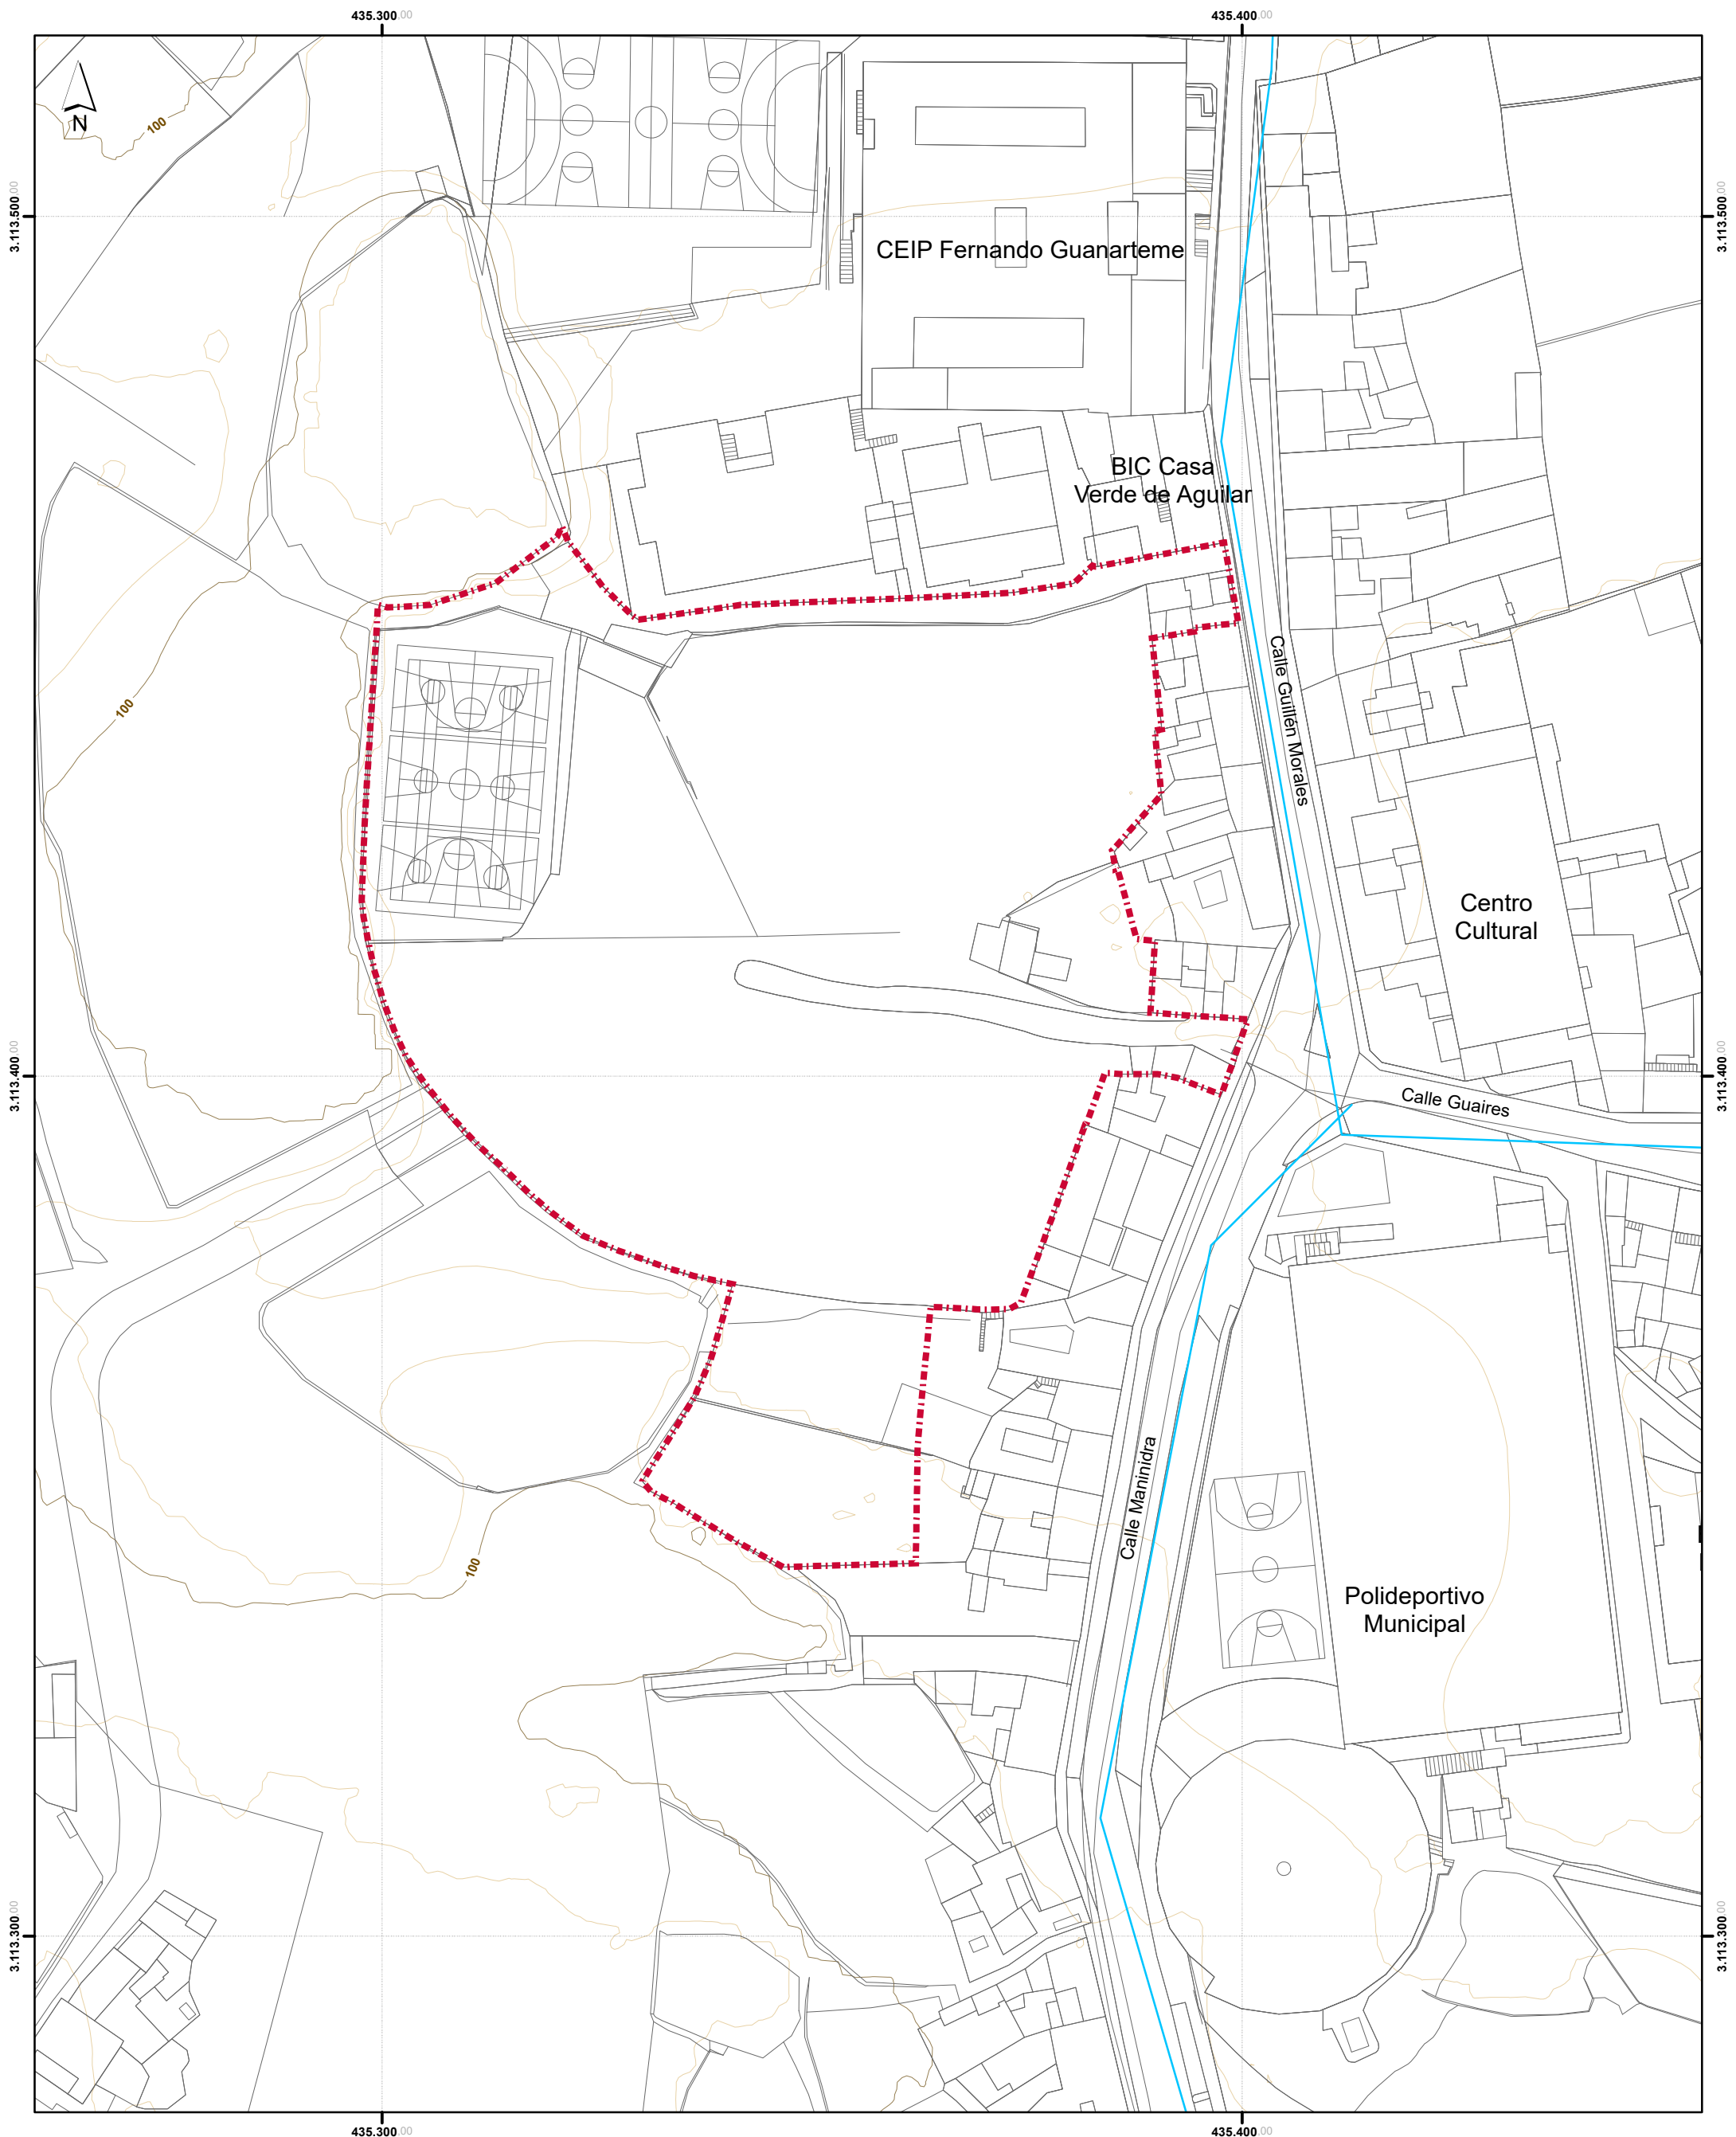 435.300.00
435.400.00
N
100
3.113.500.00
3.113.500.00
CEIP Fernando Guanarteme
BIC Casa
Verde de Aguilar
100
Calle Guillén Morales
Centro
Cultural
3.113.400.00
3.113.400.00
Calle Guaires
Calle Maninidra
100
Polideportivo
Municipal
3.113.300.00
3.113.300.00
435.300.00
435.400.00